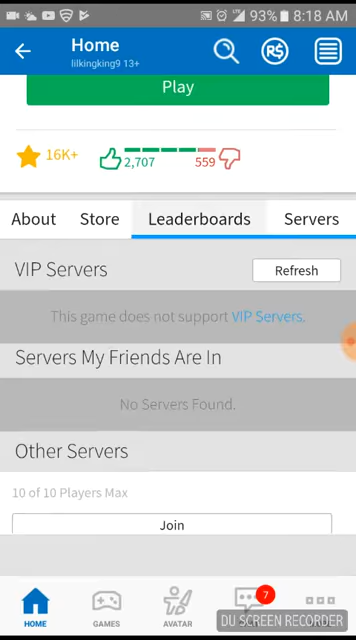 93% 8:18 AM
Home
lilkingking9 13+
R$
Play
16K+
2,707
559
About Store Leaderboards Servers
VIP Servers
Refresh
This game does not support VIP Servers.
Servers My Friends Are In
No Servers Found.
Other Servers
10 of 10 Players Max
Join
7
HOME GAMES AVATAR
DU SCREEN RECORDER